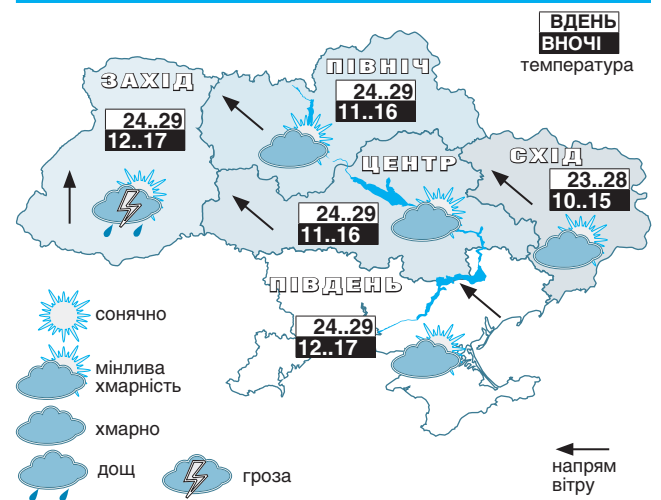 ВДЕНЬ
ВНОЧІ
температура
ЗАХІД
24..29
12..17
ПІВНІЧ
24..29
11..16
ЦЕНТР
24..29
11..16
СХІД
23..28
10..15
ПІВДЕНЬ
24..29
12..17
сонячно
мінлива
хмарність
хмарно
дощ
гроза
напрям
вітру